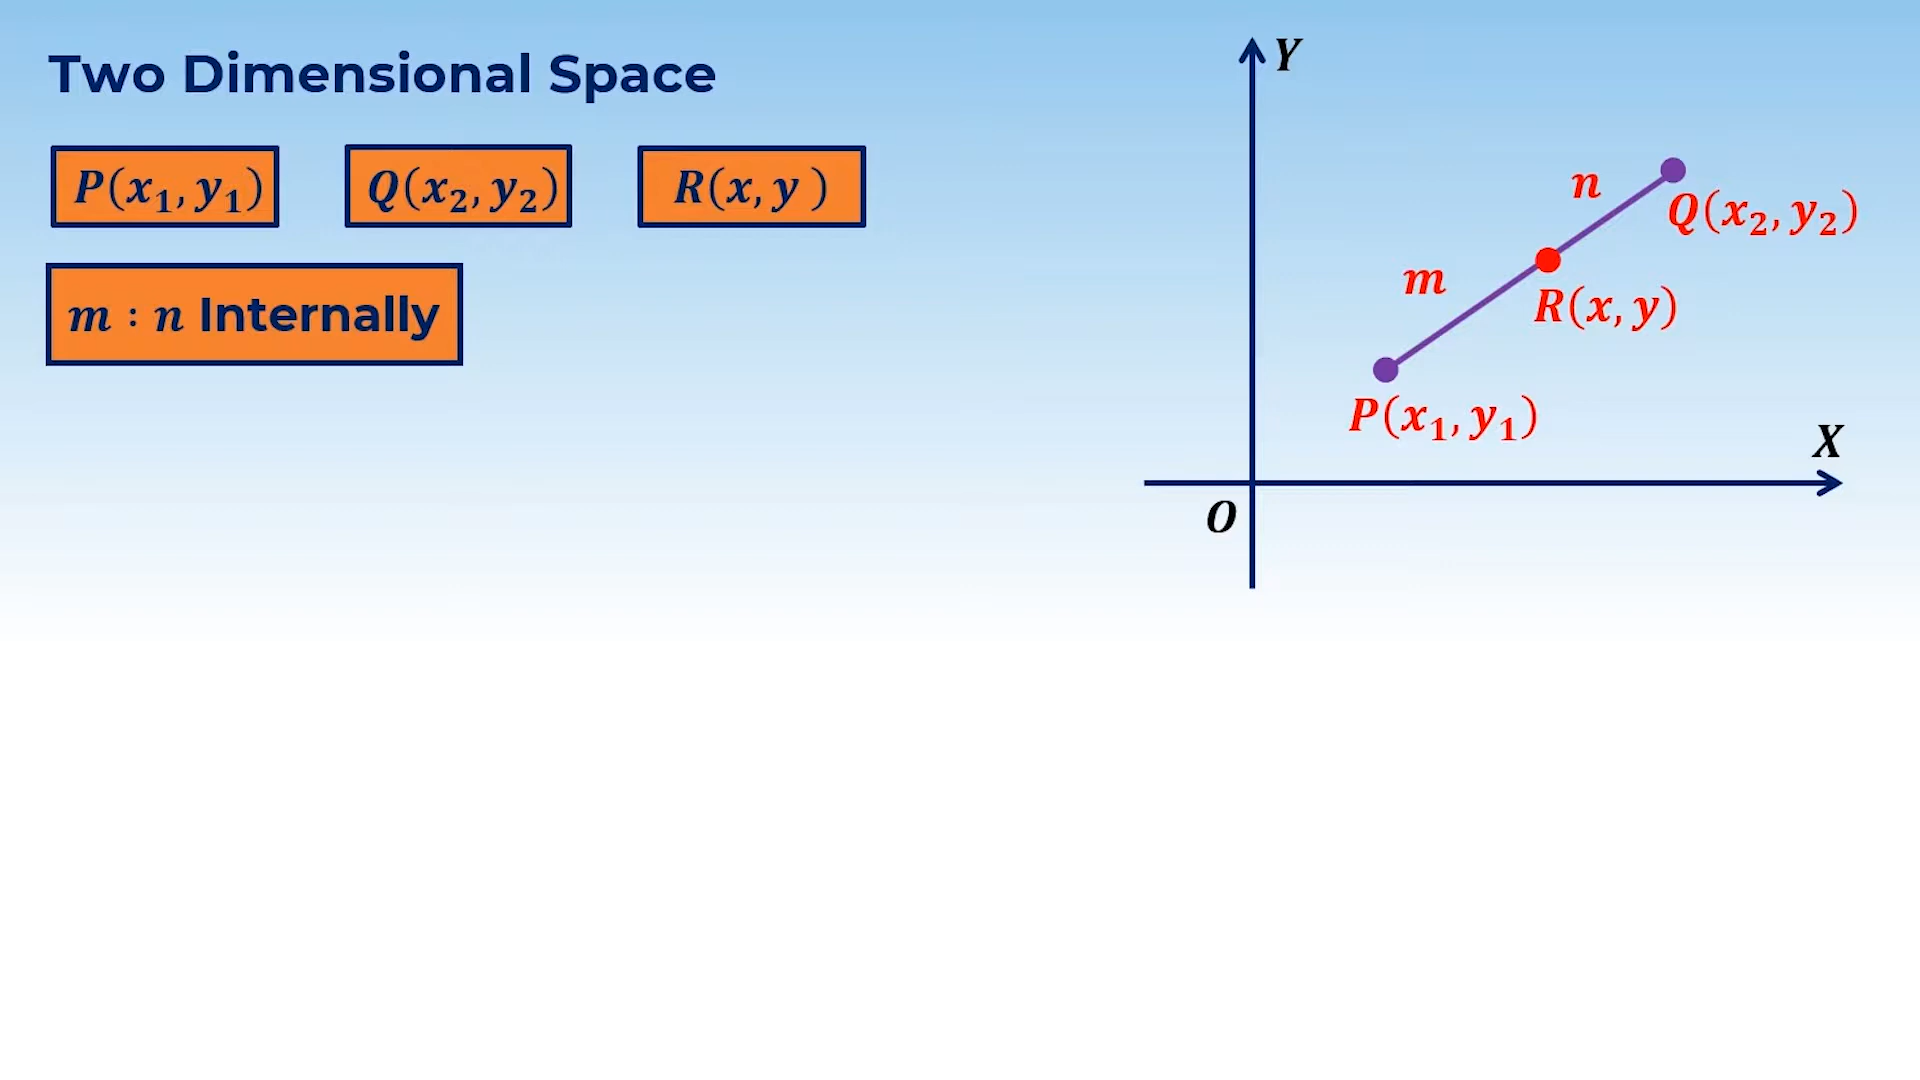 Two Dimensional Space
P(x₁, y₁) Q(x₂, y₂) R(x, y )
m : n Internally
Y
n
Q(x₂, y₂)
m
R(x, y)
P(x₁, y₁)
X
O